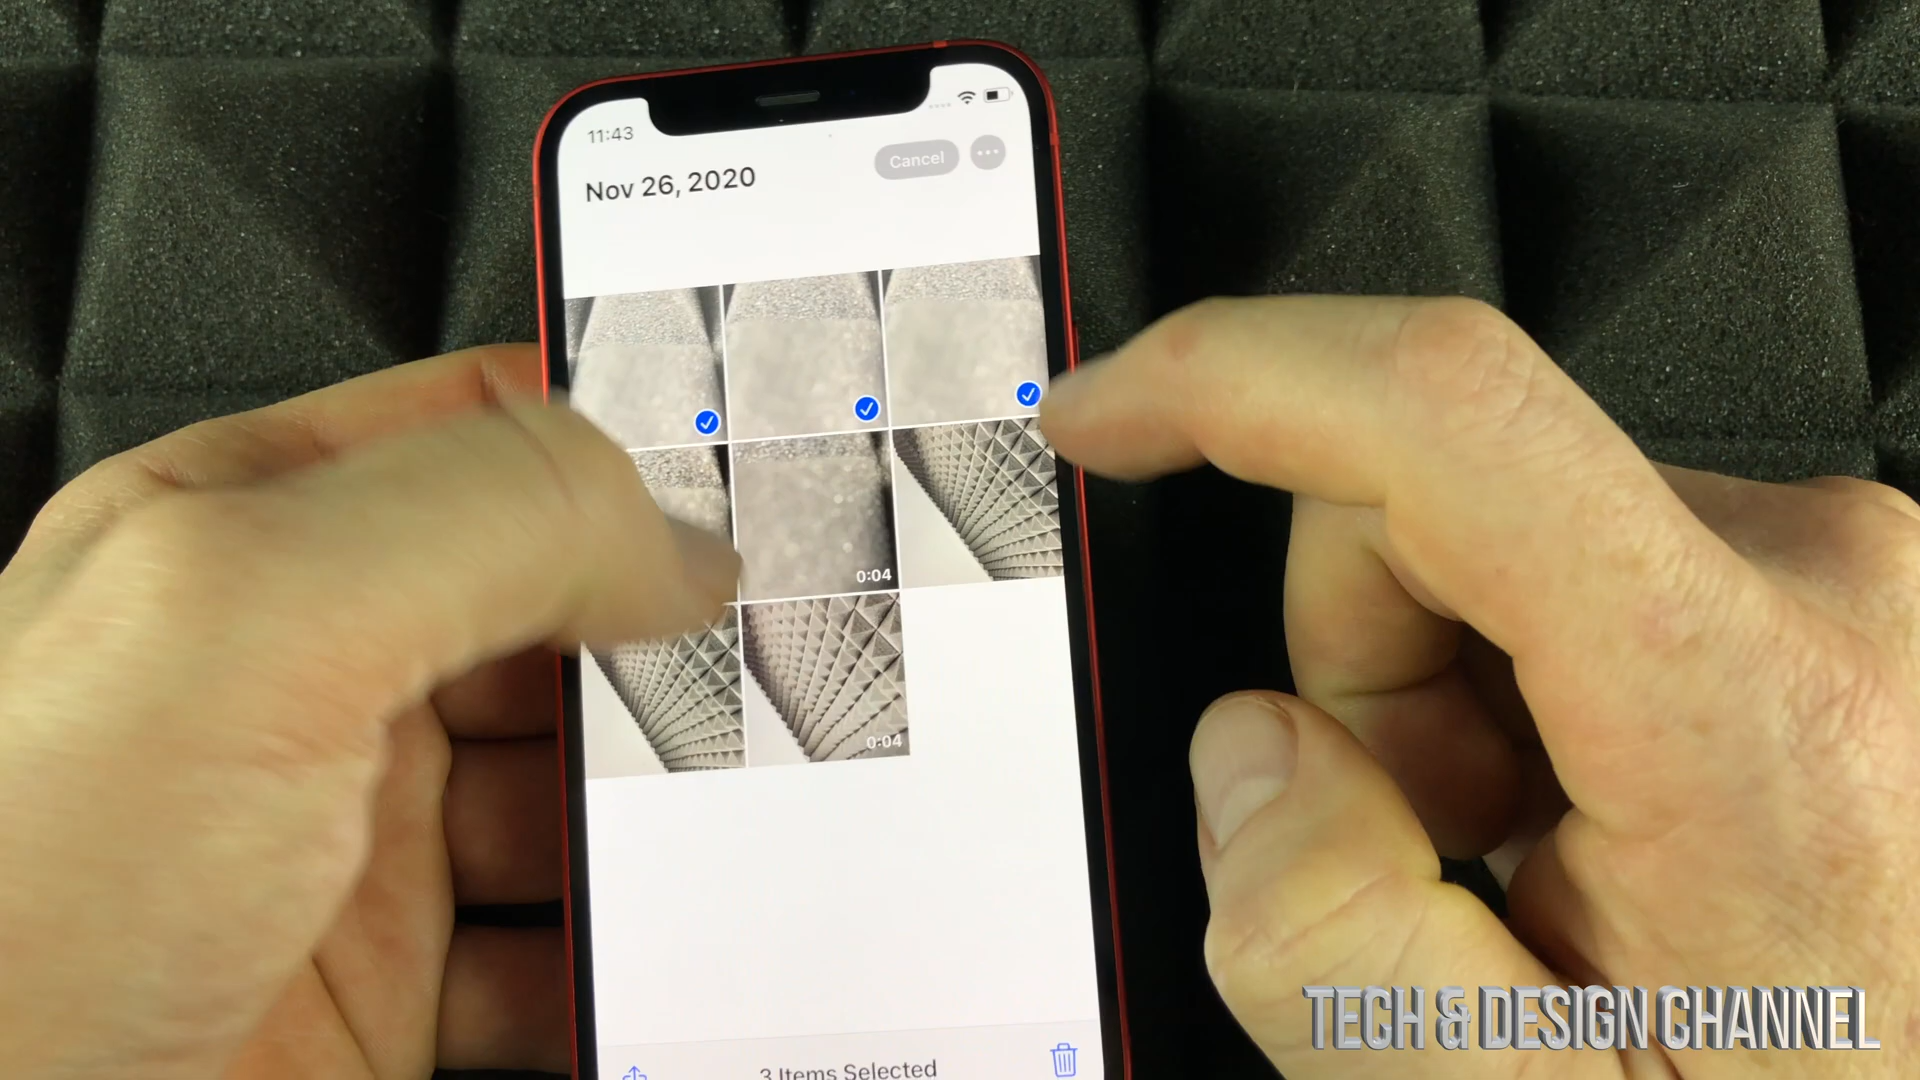 11:43
Nov 26, 2020
Cancel
0:04
0:04
3 Items Selected
TECH & DESIGN CHANNEL